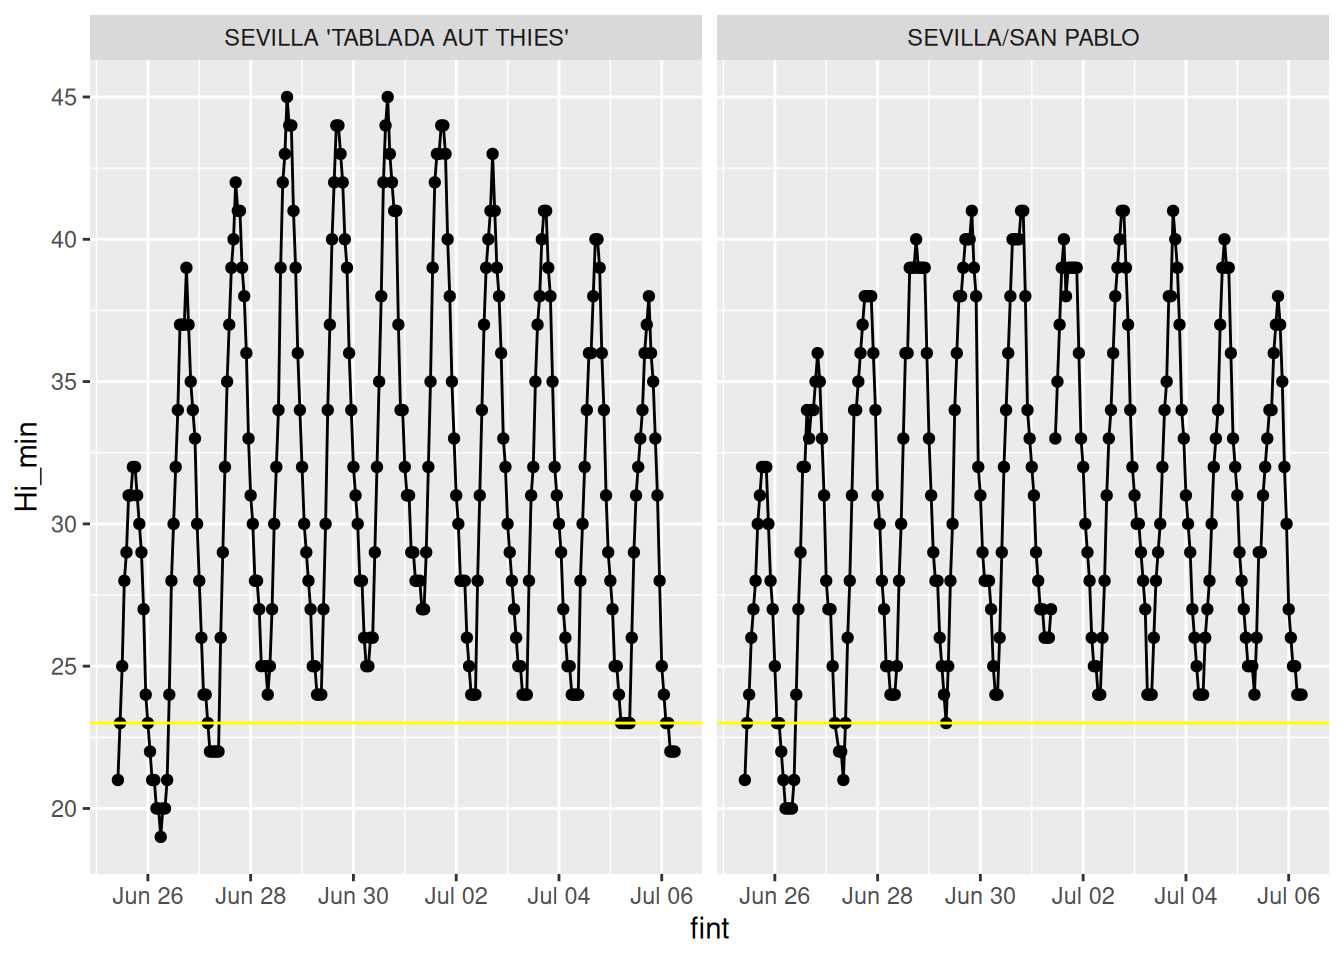 SEVILLA 'TABLADA AUT THIES'
SEVILLA/SAN PABLO
45
40
35
30
25
20
Hi_min
Jun 26 Jun 28 Jun 30 Jul 02 Jul 04 Jul 06
Jun 26 Jun 28 Jun 30 Jul 02 Jul 04 Jul 06
fint